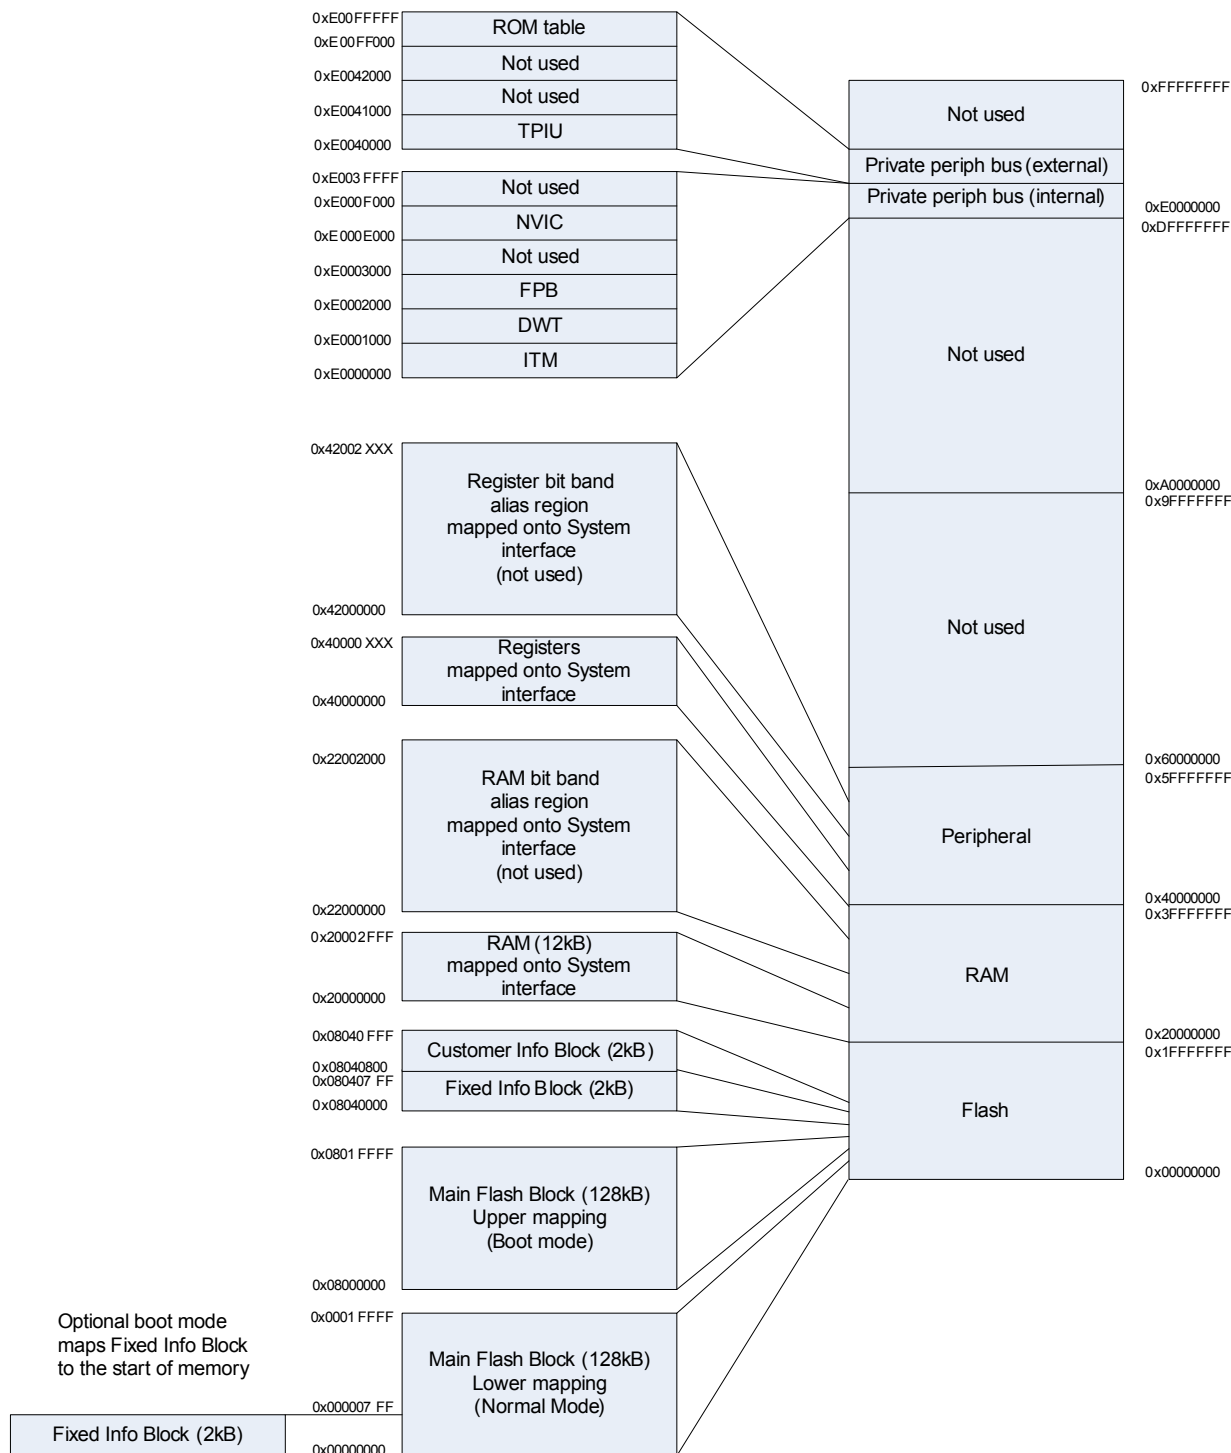 0xE00FFFFF
ROM table
0xE00FF000
Not used
0xE0042000
Not used
0xE0041000
TPIU
0xE0040000
0xE003 FFFF
Not used
0xE000F000
NVIC
0xE000E000
Not used
0xE0003000
FPB
0xE0002000
DWT
0xE0001000
ITM
0xE0000000
0x42002 XXX
Register bit band
alias region
mapped onto System
interface
(not used)
0x42000000
0x40000 XXX
Registers
mapped onto System
interface
0x40000000
0x22002000
RAM bit band
alias region
mapped onto System
interface
(not used)
0x22000000
0x20002FFF
RAM (12kB)
mapped onto System
interface
0x20000000
0x08040 FFF
Customer Info Block (2kB)
0x08040800
0x080407 FF
Fixed Info Block (2kB)
0x08040000
0x0801 FFFF
Main Flash Block (128kB)
Upper mapping
(Boot mode)
0x08000000
0x0001 FFFF
Main Flash Block (128kB)
Lower mapping
(Normal Mode)
0x000007 FF
0x00000000
Optional boot mode
maps Fixed Info Block
to the start of memory
Fixed Info Block (2kB)
0xFFFFFFFF
Not used
Private periph bus (external)
Private periph bus (internal)
0xE0000000
0xDFFFFFFF
Not used
0xA0000000
0x9FFFFFFF
Not used
0x60000000
0x5FFFFFFF
Peripheral
0x40000000
0x3FFFFFFF
RAM
0x20000000
0x1FFFFFFF
Flash
0x00000000